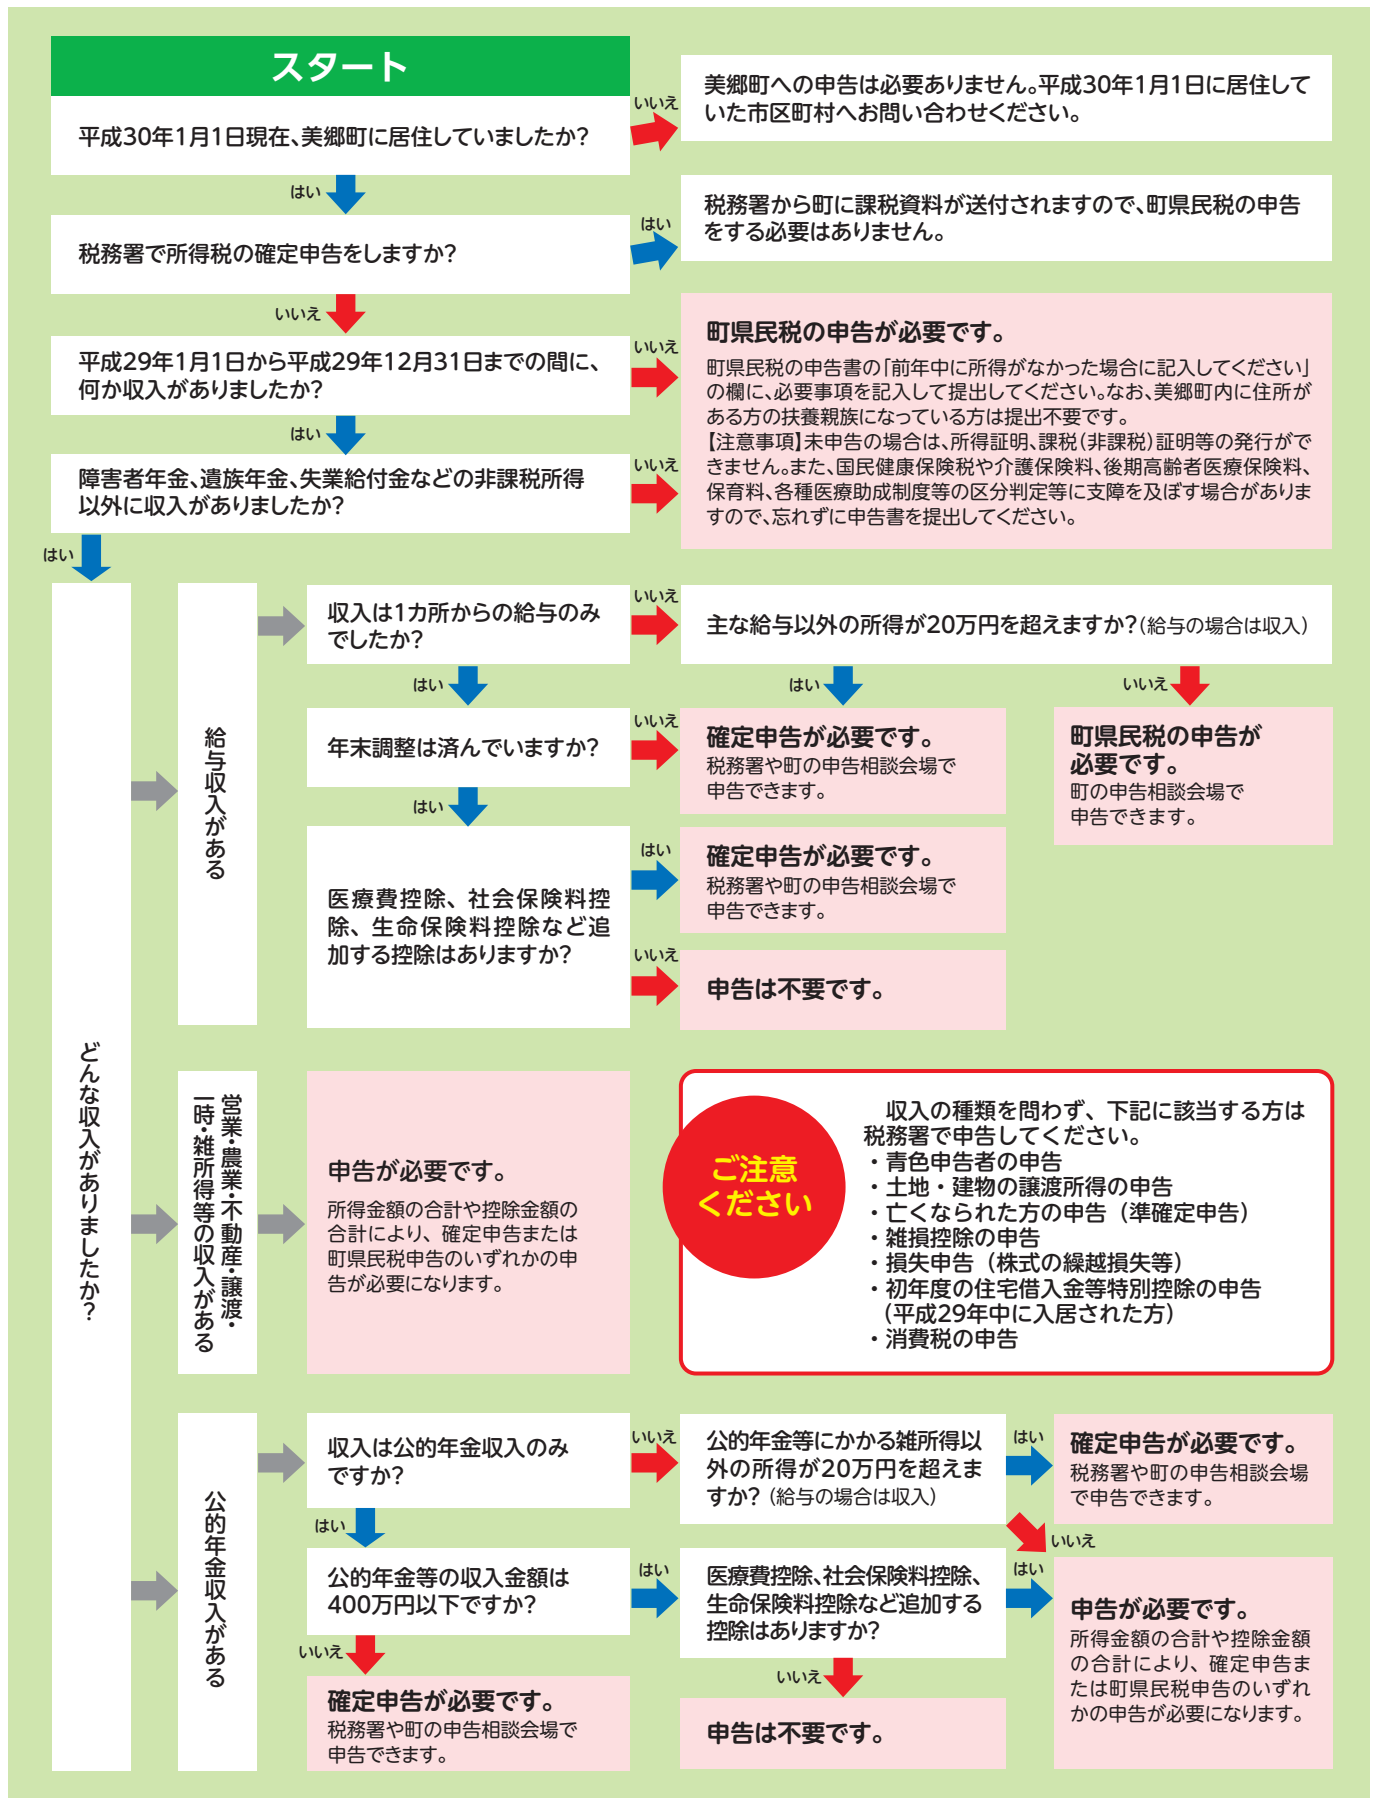 スタート
平成30年1月1日現在、美郷町に居住していましたか?
いいえ
美郷町への申告は必要ありません。平成30年1月1日に居住して
いた市区町村へお問い合わせください。
はい
税務署で所得税の確定申告をしますか?
はい
税務署から町に課税資料が送付されますので、町県民税の申告
をする必要はありません。
いいえ
平成29年1月1日から平成29年12月31日までの間に、
何か収入がありましたか?
いいえ
町県民税の申告が必要です。
町県民税の申告書の「前年中に所得がなかった場合に記入してください」
の欄に、必要事項を記入して提出してください。なお、美郷町内に住所が
ある方の扶養親族になっている方は提出不要です。
【注意事項】未申告の場合は、所得証明、課税(非課税)証明等の発行がで
きません。また、国民健康保険税や介護保険料、後期高齢者医療保険料、
保育料、各種医療助成制度等の区分判定等に支障を及ぼす場合がありま
すので、忘れずに申告書を提出してください。
はい
障害者年金、遺族年金、失業給付金などの非課税所得
以外に収入がありましたか?
いいえ
はい
どんな収入がありましたか?
給与収入がある
収入は1カ所からの給与のみ
でしたか?
いいえ
主な給与以外の所得が20万円を超えますか?(給与の場合は収入)
はい
はい
いいえ
年末調整は済んでいますか?
いいえ
確定申告が必要です。
税務署や町の申告相談会場で
申告できます。
町県民税の申告が
必要です。
町の申告相談会場で
申告できます。
はい
医療費控除、社会保険料控
除、生命保険料控除など追
加する控除はありますか?
はい
確定申告が必要です。
税務署や町の申告相談会場で
申告できます。
いいえ
申告は不要です。
営業・農業・不動産・譲渡・
一時・雑所得等の収入がある
申告が必要です。
所得金額の合計や控除金額の
合計により、確定申告または
町県民税申告のいずれかの申
告が必要になります。
ご注意
ください
収入の種類を問わず、下記に該当する方は
税務署で申告してください。
・青色申告者の申告
・土地・建物の譲渡所得の申告
・亡くなられた方の申告(準確定申告)
・雑損控除の申告
・損失申告(株式の繰越損失等)
・初年度の住宅借入金等特別控除の申告
(平成29年中に入居された方)
・消費税の申告
公的年金収入がある
収入は公的年金収入のみ
ですか?
いいえ
公的年金等にかかる雑所得以
外の所得が20万円を超えま
すか?(給与の場合は収入)
はい
確定申告が必要です。
税務署や町の申告相談会場
で申告できます。
はい
いいえ
公的年金等の収入金額は
400万円以下ですか?
はい
医療費控除、社会保険料控除、
生命保険料控除など追加する
控除はありますか?
はい
申告が必要です。
所得金額の合計や控除金額
の合計により、確定申告ま
たは町県民税申告のいずれ
かの申告が必要になります。
いいえ
確定申告が必要です。
税務署や町の申告相談会場で
申告できます。
いいえ
申告は不要です。